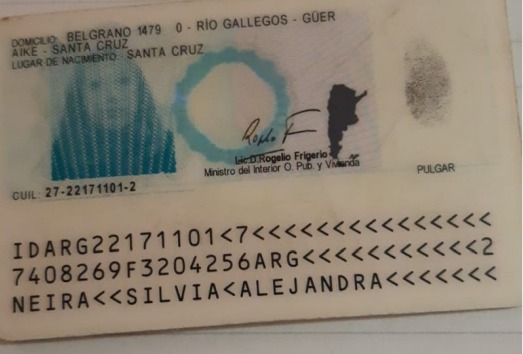 DOMICILIO: BELGRANO 1479 0 - RÍO GALLEGOS - GÜER
AIKE - SANTA CRUZ
LUGAR DE NACIMIENTO: SANTA CRUZ
Lic. D. Rogelio Frigerio
Ministro del Interior O. Pub. y Vivienda
PULGAR
CUIL: 27-22171101-2
IDARG22171101<7<<<<<<<<<<<<<<<
7408269F3204256ARG<<<<<<<<<<<2
NEIRA<<SILVIA<ALEJANDRA<<<<<<<